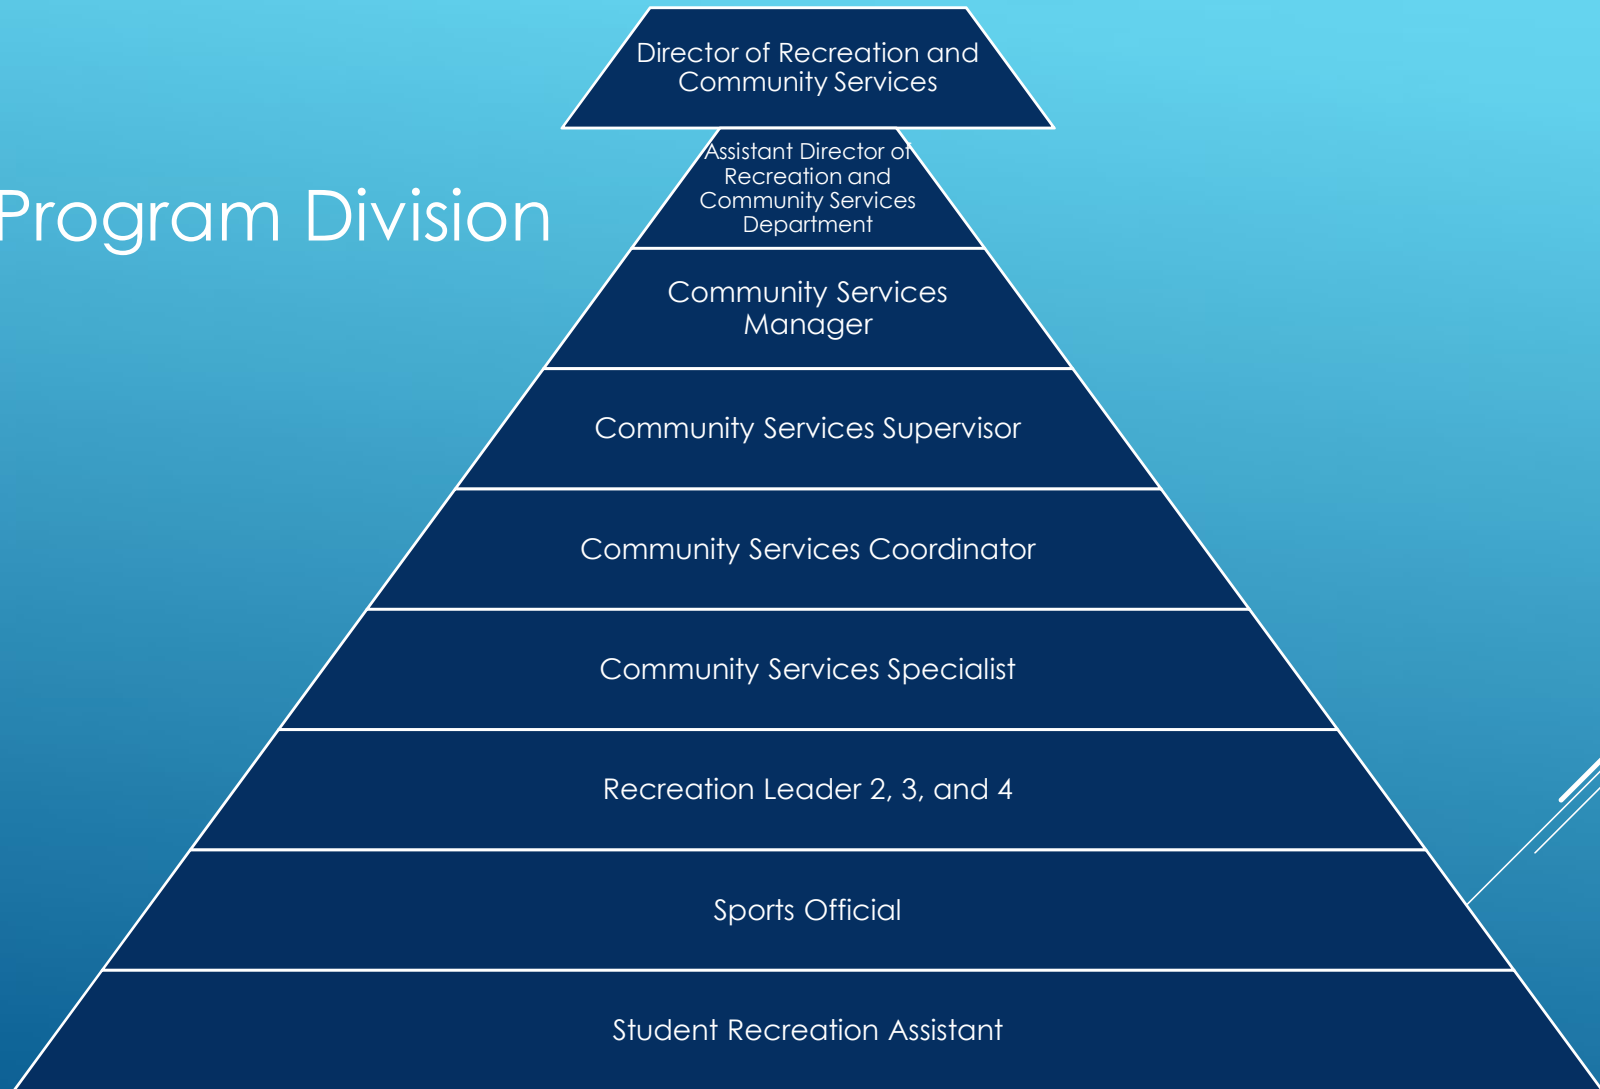 Director of Recreation and
Community Services
Assistant Director of
Recreation and
Community Services
Department
Program Division
Community Services
Manager
Community Services Supervisor
Community Services Coordinator
Community Services Specialist
Recreation Leader 2, 3, and 4
Sports Official
Student Recreation Assistant